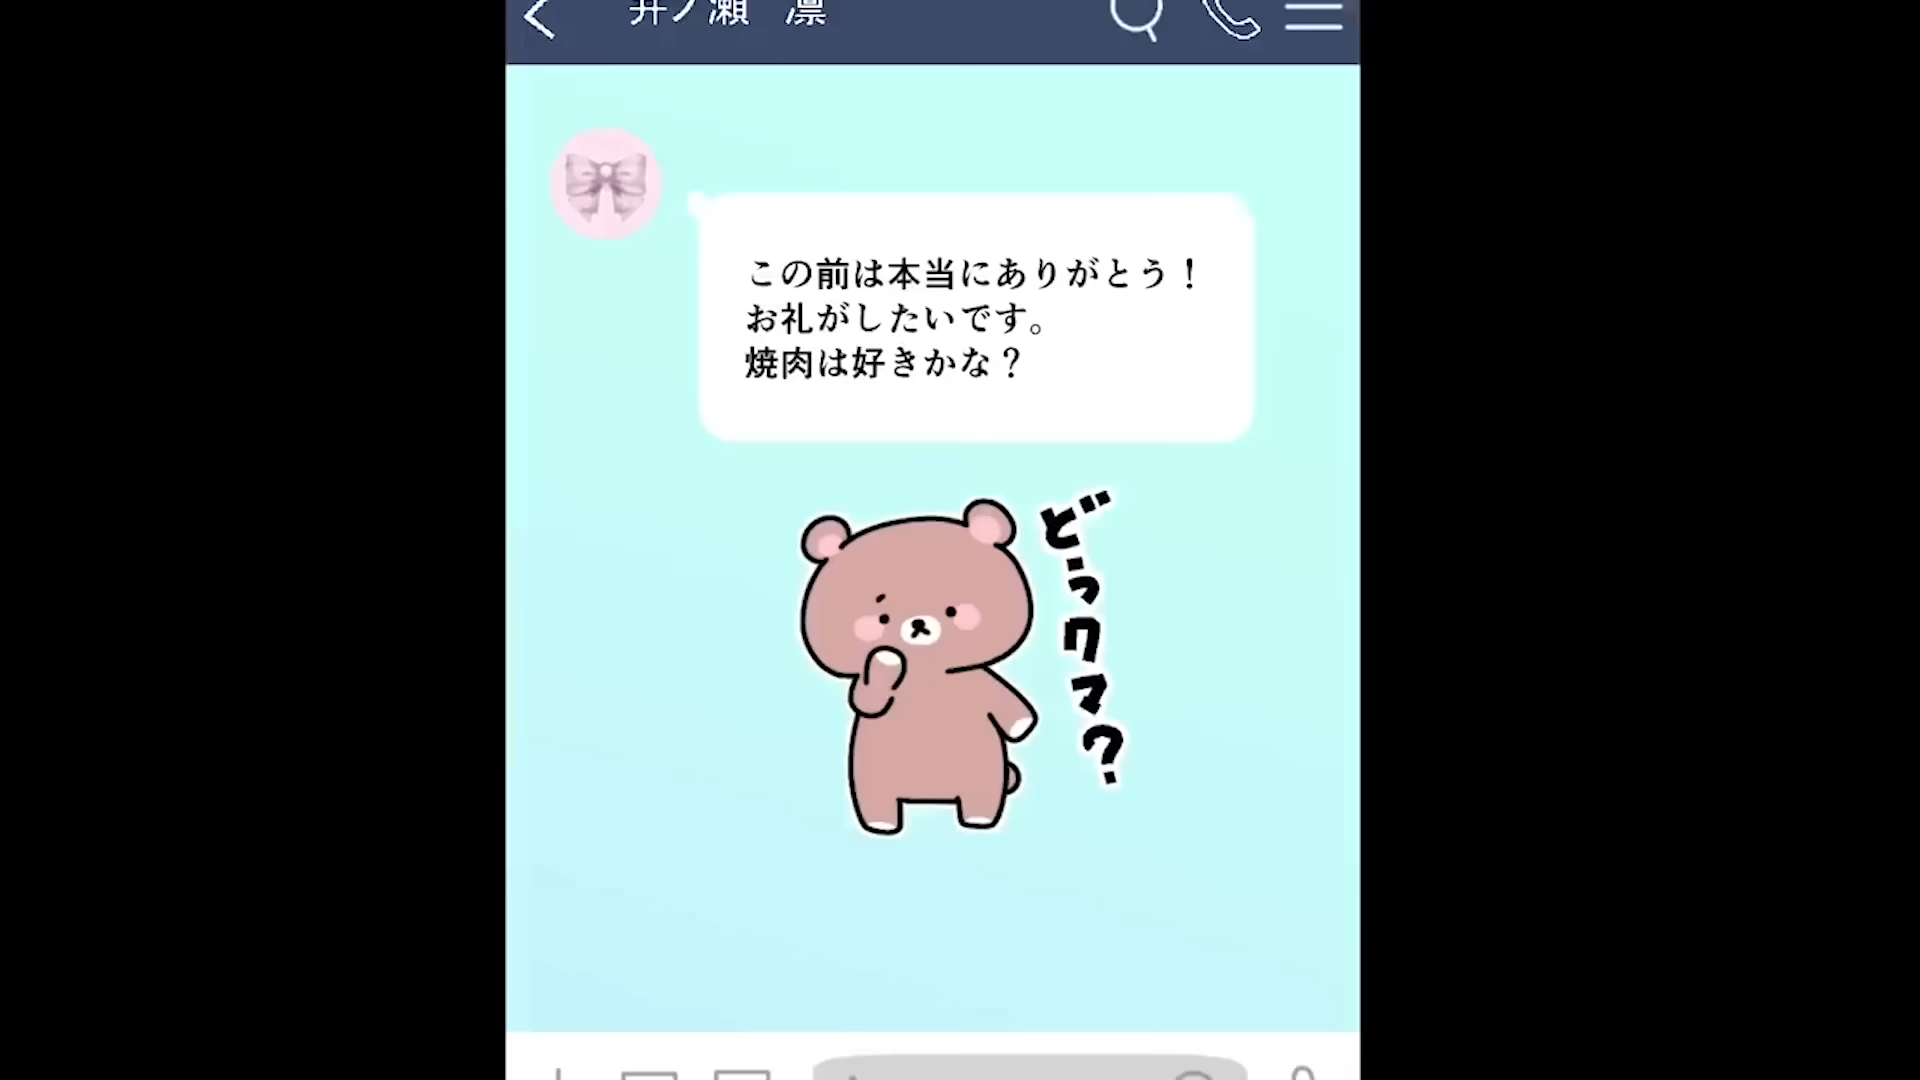 井ノ瀬 凛
この前は本当にありがとう！
お礼がしたいです。
焼肉は好きかな？
どうクマ？